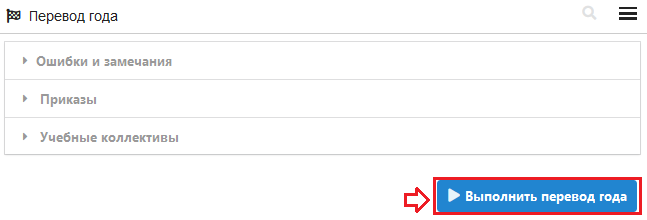 Перевод года
Ошибки и замечания
Приказы
Учебные коллективы
Выполнить перевод года